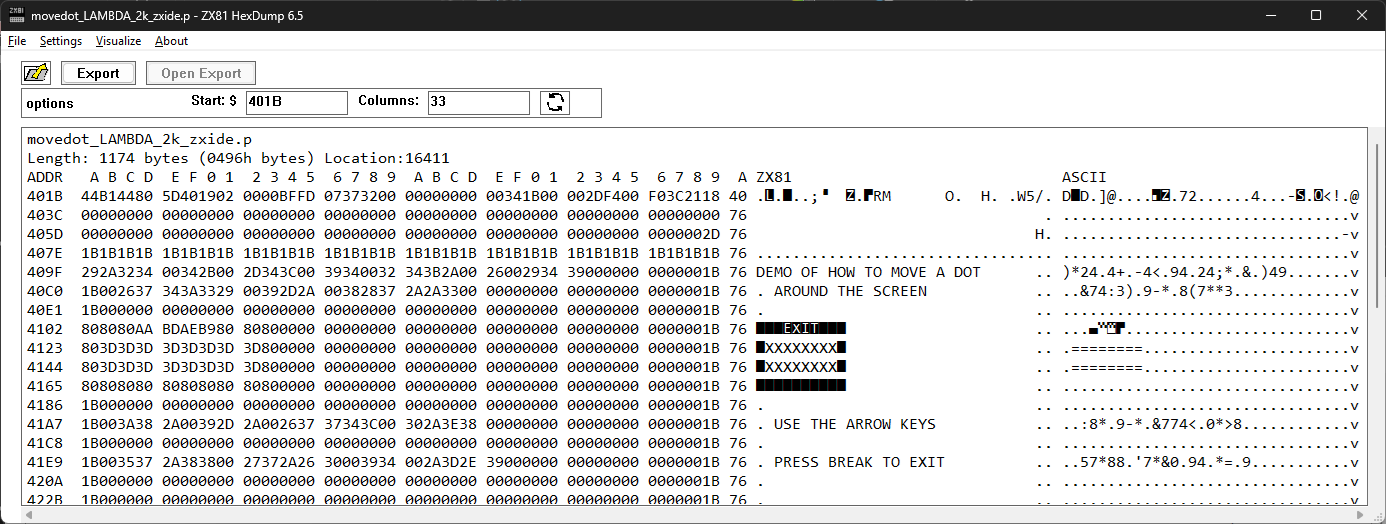 movedot_LAMBDA_2k_zxide.p - ZX81 HexDump 6.5
File Settings Visualize About
Export Open Export
options Start: $ 401B Columns: 33
movedot_LAMBDA_2k_zxide.p
Length: 1174 bytes (0496h bytes) Location:16411
ADDR A B C D E F 0 1 2 3 4 5 6 7 8 9 A B C D E F 0 1 2 3 4 5 6 7 8 9 A ZX81 ASCII
401B 44B14480 5D401902 0000BFFD 07373200 00000000 00341B00 002DF400 F03C2118 40 .L.█..;▘ Z.▛RM O. H. .W5/. D█D.]@....Z.72......4...-S.O<!.@
403C 00000000 00000000 00000000 00000000 00000000 00000000 00000000 00000000 76 . ................................v
405D 00000000 00000000 00000000 00000000 00000000 00000000 00000000 0000002D 76 H. ...............................-v
407E 1B1B1B1B 1B1B1B1B 1B1B1B1B 1B1B1B1B 1B1B1B1B 1B1B1B1B 1B1B1B1B 1B1B1B1B 76 ................................. ................................v
409F 292A3234 00342B00 2D343C00 39340032 343B2A00 26002934 39000000 0000001B 76 DEMO OF HOW TO MOVE A DOT .. )*24.4+.-4<.94.24;*.&.)49.......v
40C0 1B002637 343A3329 00392D2A 00382837 2A2A3300 00000000 00000000 0000001B 76 . AROUND THE SCREEN .. ..&74:3).9-*.8(7**3.............v
40E1 1B000000 00000000 00000000 00000000 00000000 00000000 00000000 0000001B 76 . .. ................................v
4102 808080AA BDAEB980 80800000 00000000 00000000 00000000 00000000 0000001B 76 ███EXIT███ ..
4123 803D3D3D 3D3D3D3D 3D800000 00000000 00000000 00000000 00000000 0000001B 76 █XXXXXXXX█ .. .========.......................v
4144 803D3D3D 3D3D3D3D 3D800000 00000000 00000000 00000000 00000000 0000001B 76 █XXXXXXXX█ .. .========.......................v
4165 80808080 80808080 80800000 00000000 00000000 00000000 00000000 0000001B 76 ██████████ .. ................................v
4186 1B000000 00000000 00000000 00000000 00000000 00000000 00000000 0000001B 76 . .. ................................v
41A7 1B003A38 2A00392D 2A002637 37343C00 302A3E38 00000000 00000000 0000001B 76 . USE THE ARROW KEYS .. ..:8*.9-*.&774<.0*>8............v
41C8 1B000000 00000000 00000000 00000000 00000000 00000000 00000000 0000001B 76 . .. ................................v
41E9 1B003537 2A383800 27372A26 30003934 002A3D2E 39000000 00000000 0000001B 76 . PRESS BREAK TO EXIT .. ..57*88.'7*&0.94.*=.9...........v
420A 1B000000 00000000 00000000 00000000 00000000 00000000 00000000 0000001B 76 . .. ................................v
422B 1B000000 00000000 00000000 00000000 00000000 00000000 00000000 0000001B 76 . .. ................................v